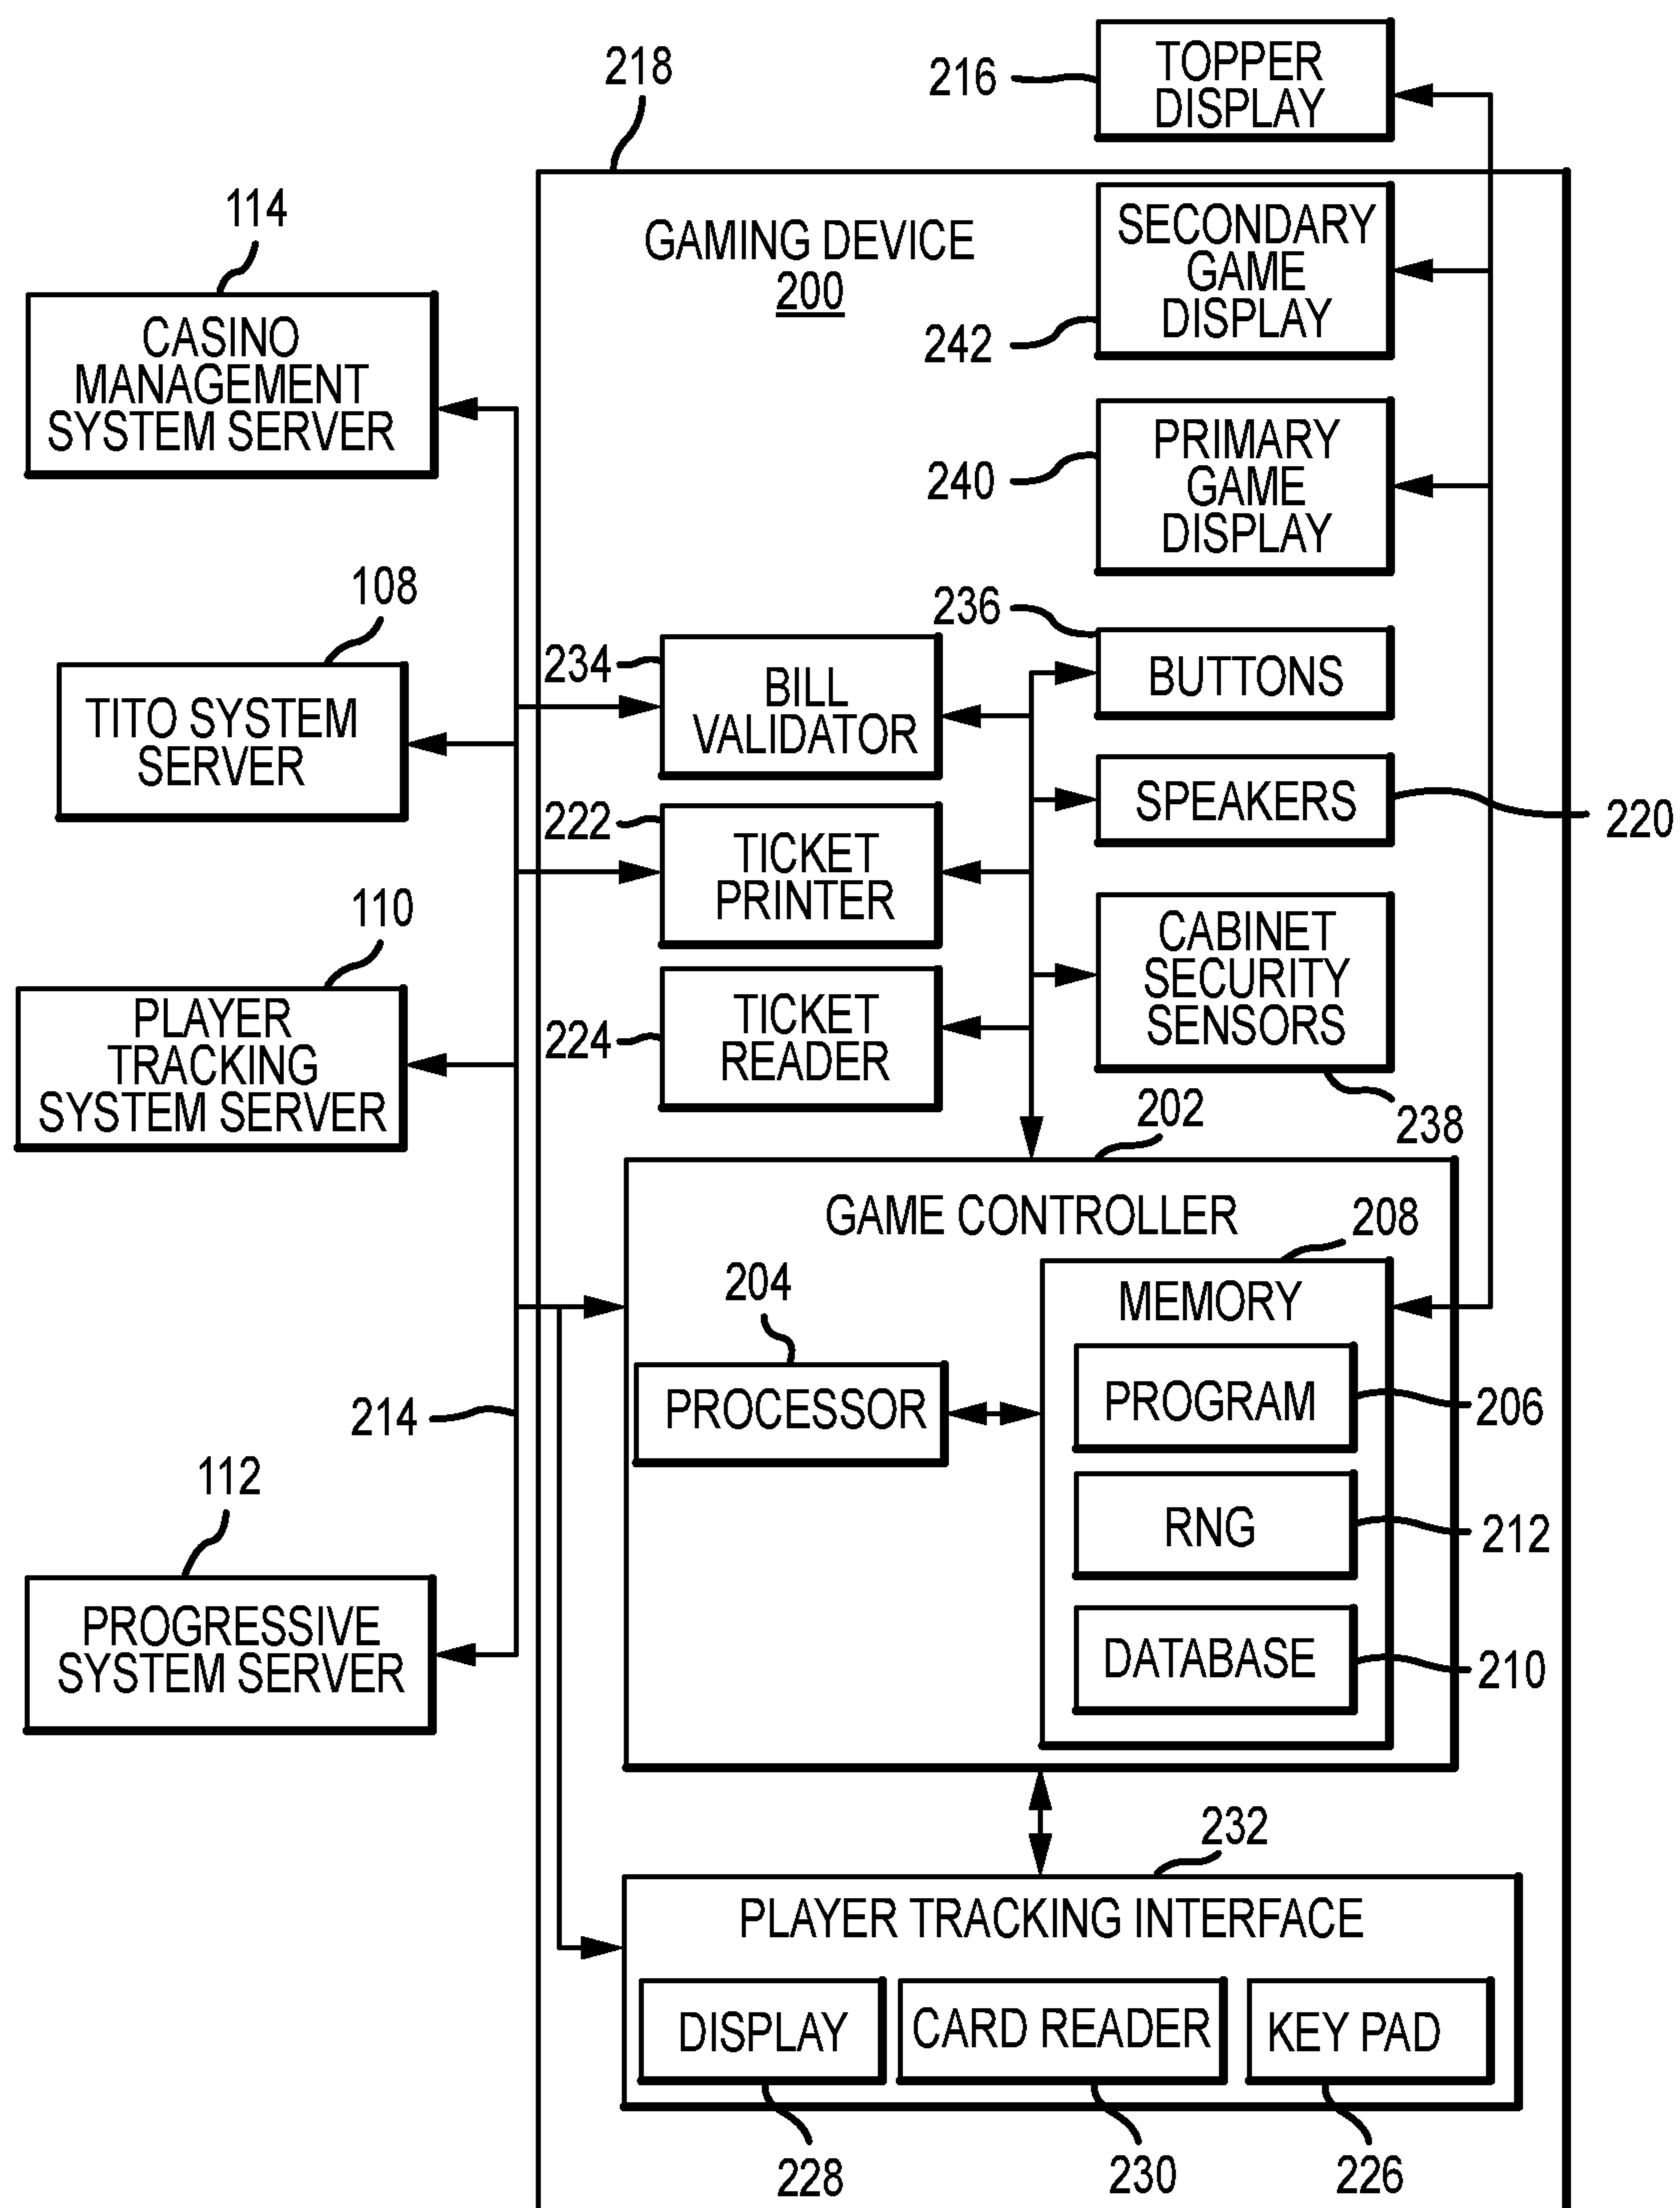 216
TOPPER
DISPLAY
218
GAMING DEVICE
200
SECONDARY
GAME
DISPLAY
242
114
CASINO
MANAGEMENT
SYSTEM SERVER
PRIMARY
GAME
DISPLAY
240
108
TITO SYSTEM
SERVER
234
BILL
VALIDATOR
236
BUTTONS
222
TICKET
PRINTER
SPEAKERS
220
110
PLAYER
TRACKING
SYSTEM SERVER
224
TICKET
READER
CABINET
SECURITY
SENSORS
238
202
GAME CONTROLLER
204
PROCESSOR
208
MEMORY
PROGRAM
206
RNG
212
DATABASE
210
214
112
PROGRESSIVE
SYSTEM SERVER
232
PLAYER TRACKING INTERFACE
DISPLAY
CARD READER
KEY PAD
228
230
226